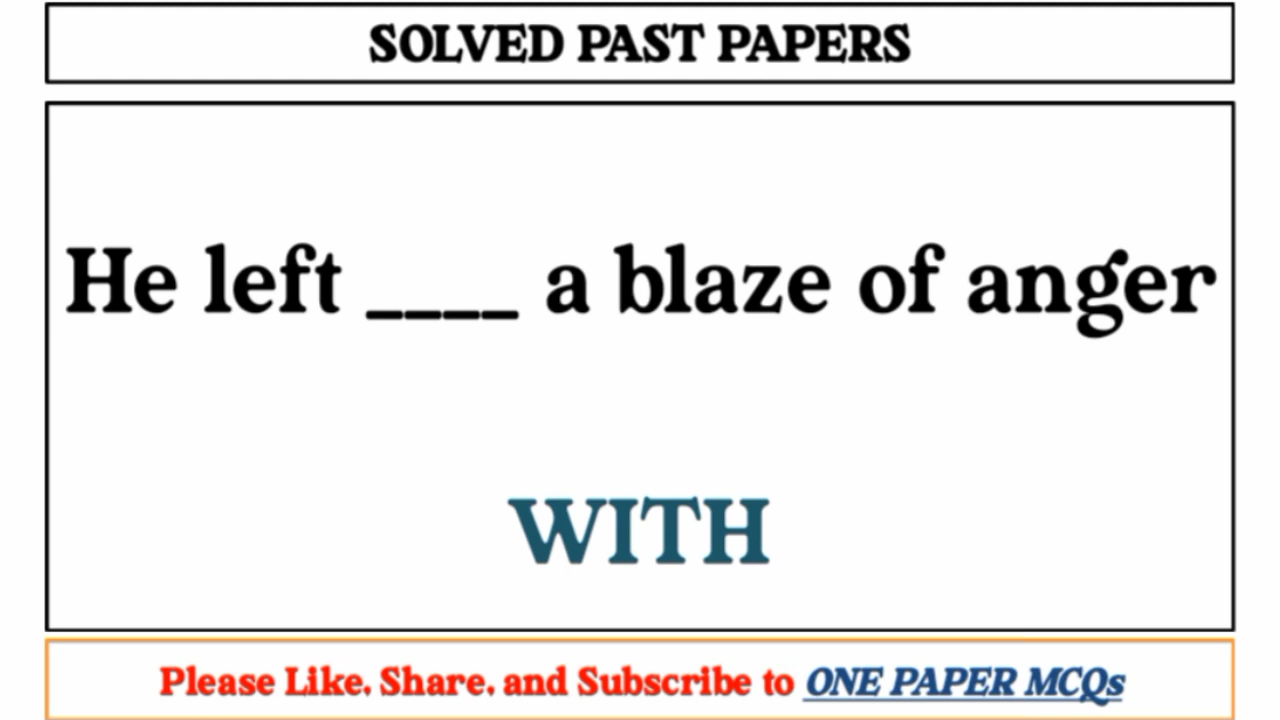 SOLVED PAST PAPERS
He left ____ a blaze of anger
WITH
Please Like. Share. and Subscribe to ONE PAPER MCQs